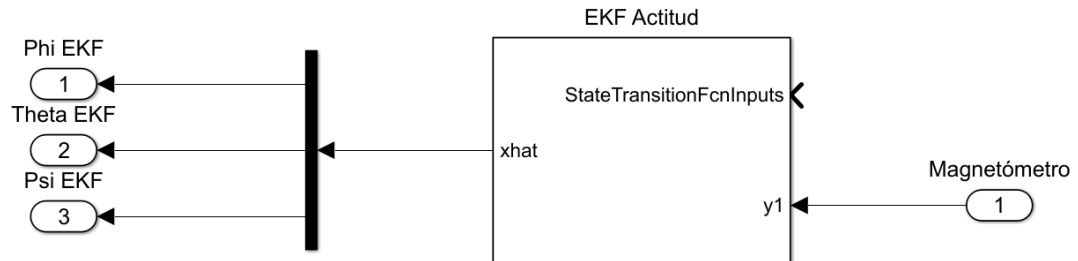 EKF Actitud
Phi EKF
1
StateTransitionFcnInputs
Theta EKF
2
xhat
Magnetómetro
Psi EKF
3
y1
1